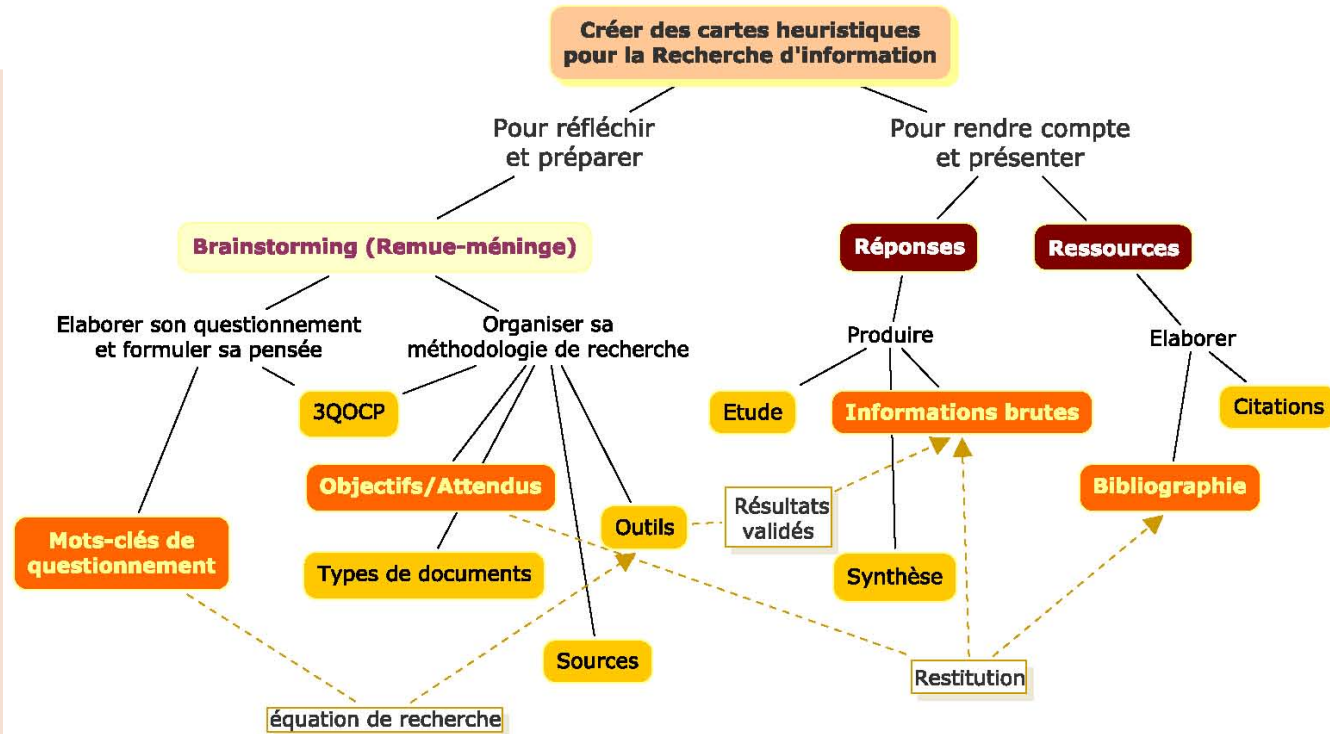 Créer des cartes heuristiques
pour la Recherche d'information
Pour réfléchir
et préparer
Pour rendre compte
et présenter
Brainstorming (Remue-méninge)
Réponses
Ressources
Elaborer son questionnement
et formuler sa pensée
Organiser sa
méthodologie de recherche
Produire
Elaborer
3QOCP
Etude
Informations brutes
Citations
Objectifs/Attendus
Bibliographie
Mots-clés de
questionnement
Outils
Résultats
validés
Types de documents
Synthèse
Sources
Restitution
équation de recherche